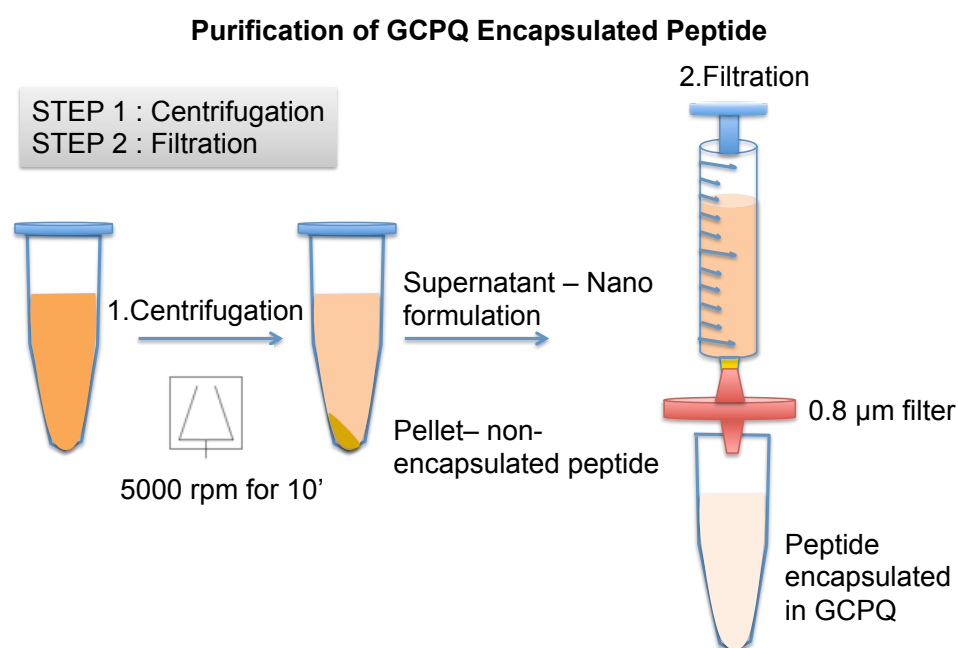 Purification of GCPQ Encapsulated Peptide
STEP 1 : Centrifugation
STEP 2 : Filtration
2.Filtration
1.Centrifugation
Supernatant – Nano
formulation
5000 rpm for 10’
Pellet– non-
encapsulated peptide
0.8 µm filter
Peptide
encapsulated
in GCPQ